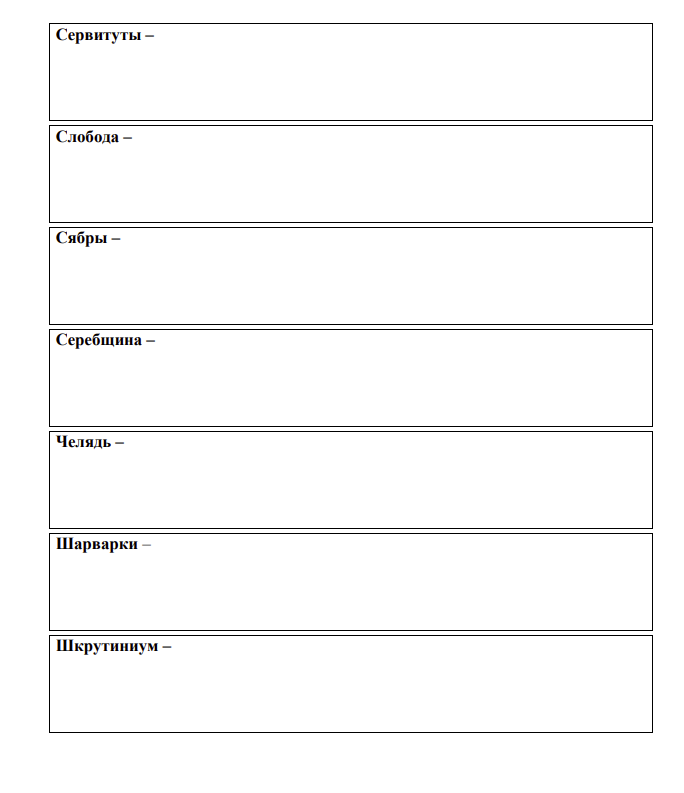 Сервитуты –
Слобода –
Сябры –
Серебщина –
Челядь –
Шарварки –
Шкрутиниум –